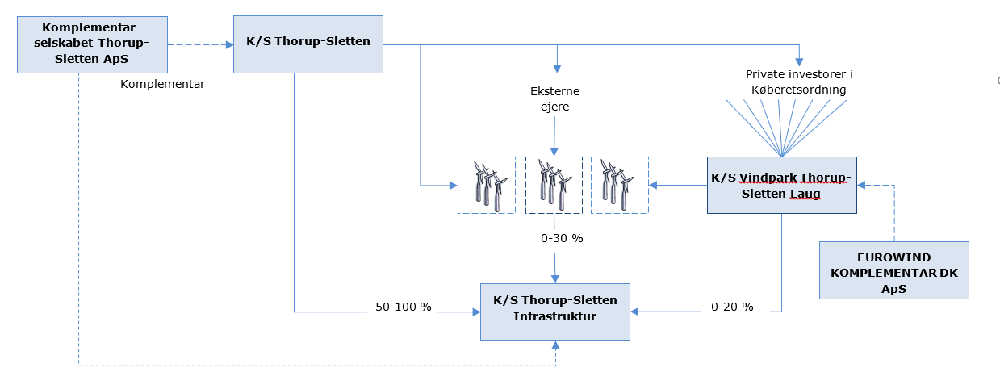 Komplementar-
selskabet Thorup-
Sletten ApS
K/S Thorup-Sletten
Komplementar
Eksterne
ejere
Private investorer i
Køberetsordning
K/S Vindpark Thorup-
Sletten Laug
0-30 %
EUROWIND
KOMPLEMENTAR DK
ApS
K/S Thorup-Sletten
Infrastruktur
50-100 %
0-20 %